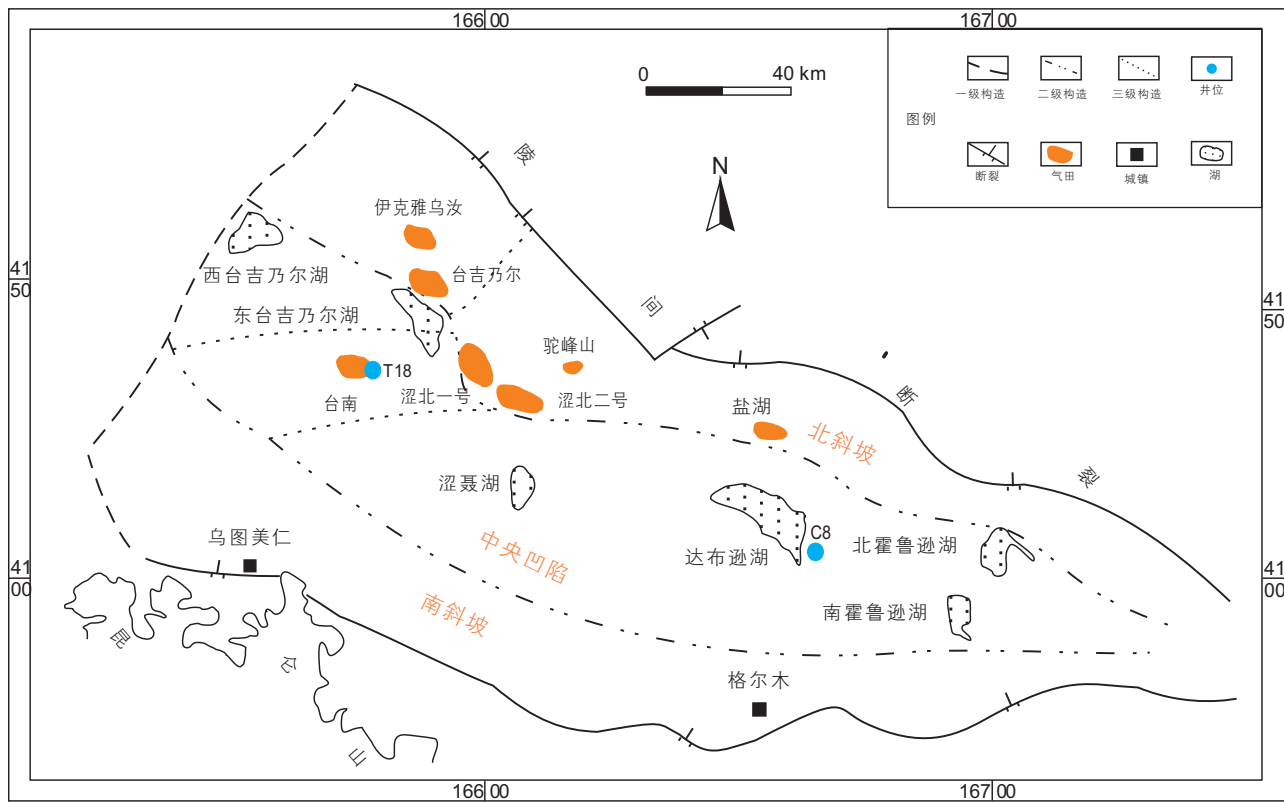 166 00
167 00
0
40 km
N
图例
一级构造
二级构造
三级构造
井位
断裂
气田
城镇
湖
陵
间
断
裂
伊克雅乌汝
台吉乃尔
西台吉乃尔湖
东台吉乃尔湖
41
50
41
50
驼峰山
T18
台南
涩北一号
涩北二号
盐湖
北斜坡
涩聂湖
中央凹陷
南斜坡
达布逊湖
C8
北霍鲁逊湖
南霍鲁逊湖
乌图美仁
41
00
41
00
昆
仑
山
格尔木
166 00
167 00